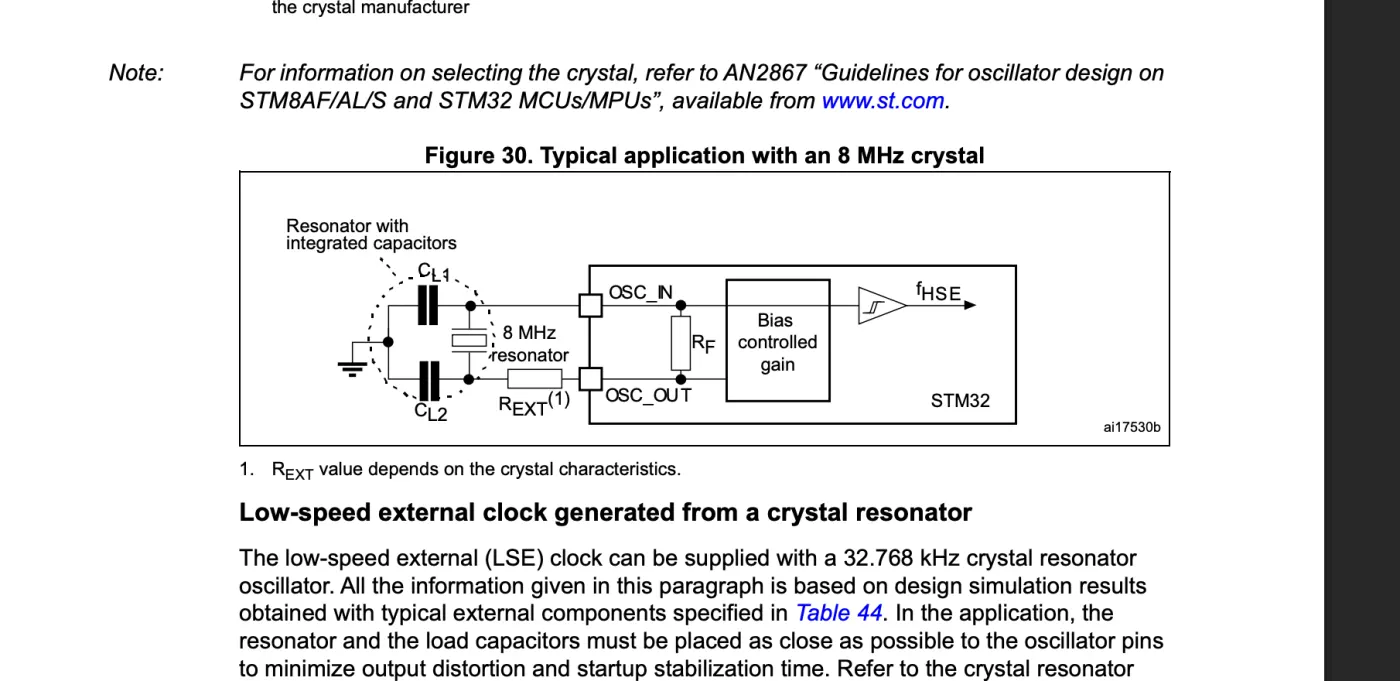 the crystal manufacturer
Note:
For information on selecting the crystal, refer to AN2867 “Guidelines for oscillator design on
STM8AF/AL/S and STM32 MCUs/MPUs”, available from www.st.com.
Figure 30. Typical application with an 8 MHz crystal
Resonator with
integrated capacitors
CL1
OSC_IN
fHSE
8 MHz
resonator
RF
Bias
controlled
gain
REXT(1)
OSC_OUT
CL2
STM32
ai17530b
1. REXT value depends on the crystal characteristics.
Low-speed external clock generated from a crystal resonator
The low-speed external (LSE) clock can be supplied with a 32.768 kHz crystal resonator
oscillator. All the information given in this paragraph is based on design simulation results
obtained with typical external components specified in Table 44. In the application, the
resonator and the load capacitors must be placed as close as possible to the oscillator pins
to minimize output distortion and startup stabilization time. Refer to the crystal resonator